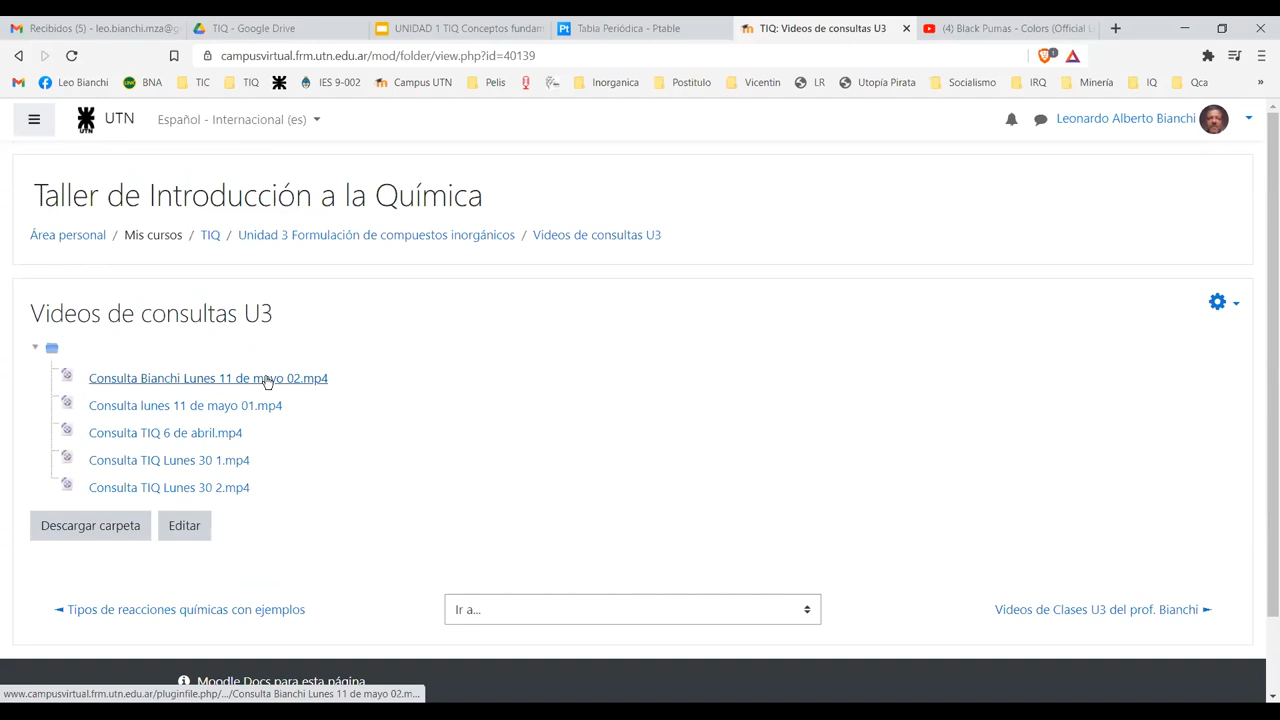 Recibidos (5) - leo.bianchi.mza@g
TIQ - Google Drive
UNIDAD 1 TIQ Conceptos fundam
Pt
Tabla Periódica - Ptable
TIQ: Videos de consultas U3
(4) Black Pumas - Colors (Official L
campusvirtual.frm.utn.edu.ar/mod/folder/view.php?id=40139
1
Leo Bianchi
BNA
TIC
TIQ
IES 9-002
Campus UTN
Pelis
Inorganica
Postitulo
Vicentin
LR
Utopía Pirata
Socialismo
IRQ
Minería
IQ
Qca
»
UTN
UTN
Español - Internacional (es)
Leonardo Alberto Bianchi
Taller de Introducción a la Química
Área personal / Mis cursos / TIQ / Unidad 3 Formulación de compuestos inorgánicos / Videos de consultas U3
Videos de consultas U3
Consulta Bianchi Lunes 11 de mayo 02.mp4
Consulta lunes 11 de mayo 01.mp4
Consulta TIQ 6 de abril.mp4
Consulta TIQ Lunes 30 1.mp4
Consulta TIQ Lunes 30 2.mp4
Descargar carpeta
Editar
◄ Tipos de reacciones químicas con ejemplos
Ir a...
Videos de Clases U3 del prof. Bianchi ►
Moodle Docs para esta página
www.campusvirtual.frm.utn.edu.ar/pluginfile.php/.../Consulta Bianchi Lunes 11 de mayo 02.m...